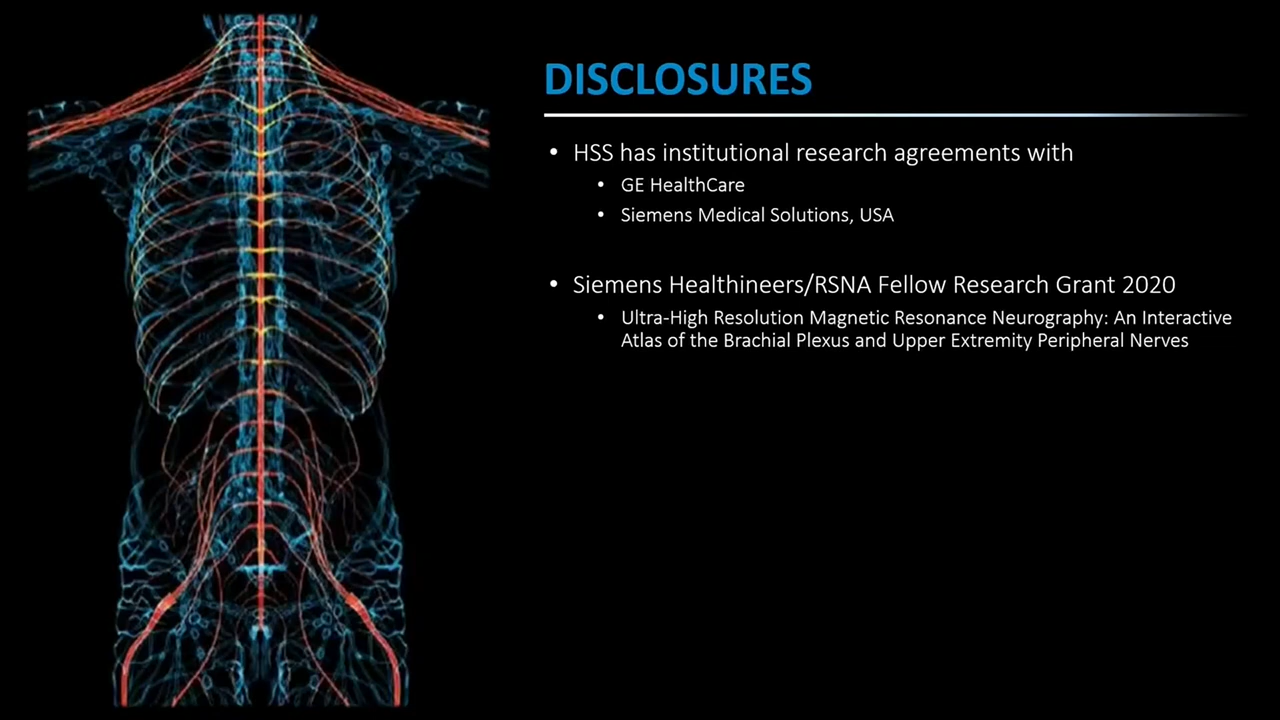 DISCLOSURES
• HSS has institutional research agreements with
• GE HealthCare
• Siemens Medical Solutions, USA
• Siemens Healthineers/RSNA Fellow Research Grant 2020
• Ultra-High Resolution Magnetic Resonance Neurography: An Interactive
Atlas of the Brachial Plexus and Upper Extremity Peripheral Nerves